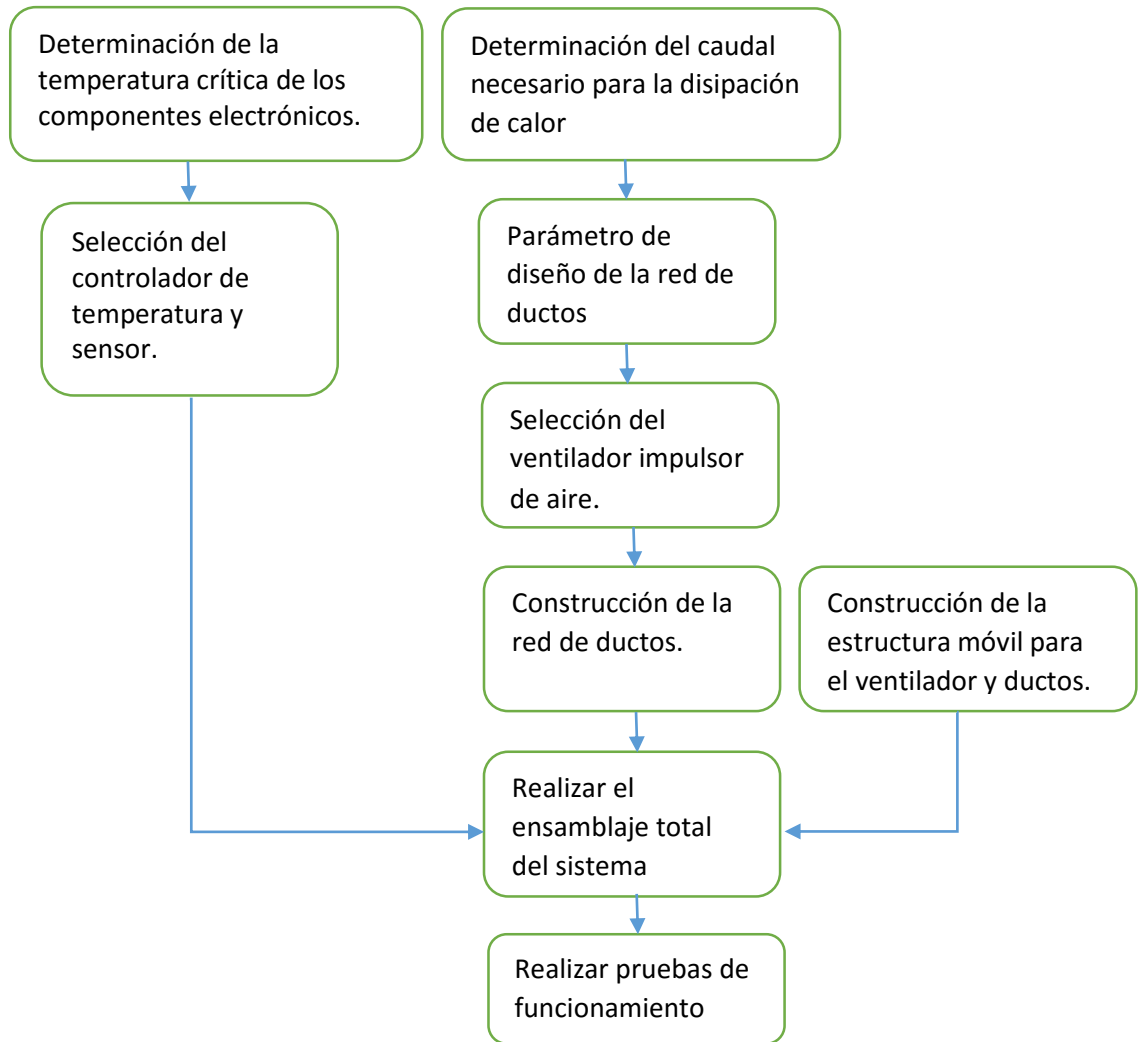 Determinación de la
temperatura crítica de los
componentes electrónicos.
Determinación del caudal
necesario para la disipación
de calor
Selección del
controlador de
temperatura y
sensor.
Parámetro de
diseño de la red de
ductos
Selección del
ventilador impulsor
de aire.
Construcción de la
red de ductos.
Construcción de la
estructura móvil para
el ventilador y ductos.
Realizar el
ensamblaje total
del sistema
Realizar pruebas de
funcionamiento